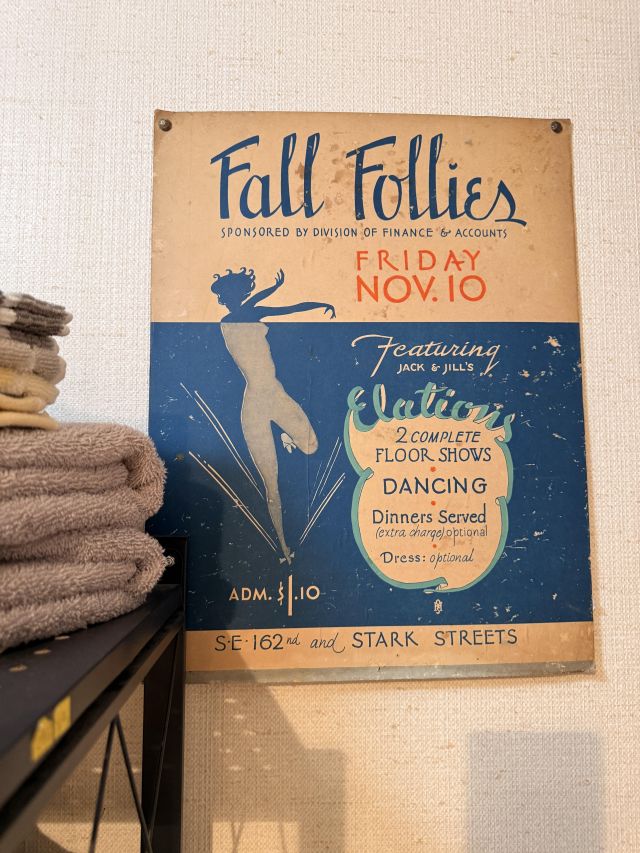 Fall Follies
SPONSORED BY DIVISION OF FINANCE & ACCOUNTS
FRIDAY
NOV. 10
Featuring
JACK & JILL'S
Elations
2 COMPLETE
FLOOR SHOWS
DANCING
Dinners Served
(extra charge) optional
Dress: optional
ADM. $1.10
S·E·162nd and STARK STREETS